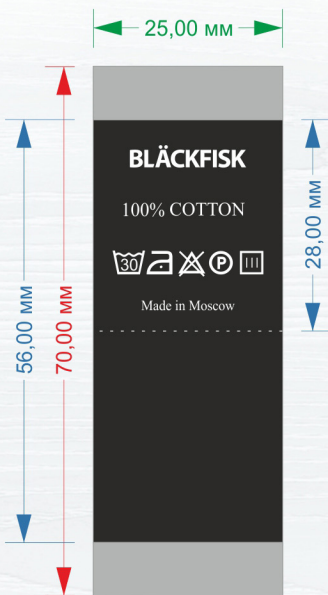 25,00 мм
BLÄCKFISK
100% COTTON
30
P
Made in Moscow
28,00 мм
56,00 мм
70,00 мм